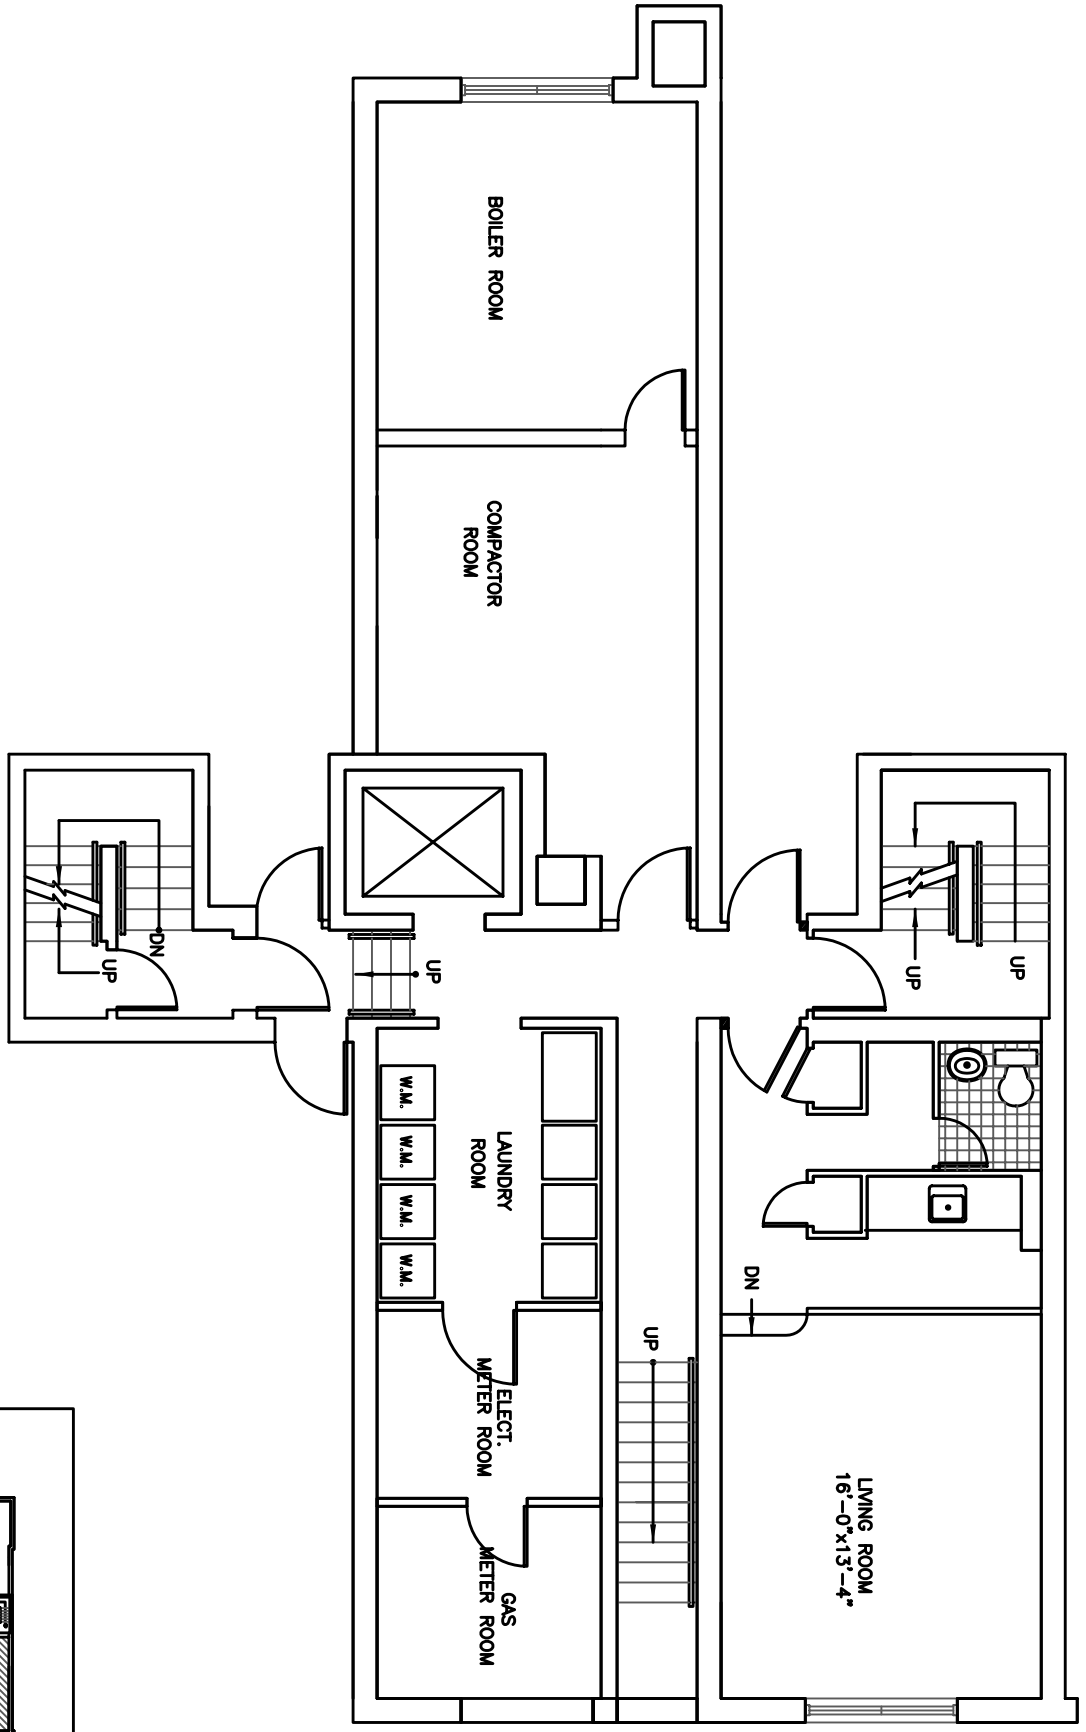 BOILER ROOM
COMPACTOR
ROOM
UP
UP
DN
UP
UP
LAUNDRY
ROOM
W.M.
W.M.
W.M.
W.M.
DN
UP
ELECT.
METER ROOM
LIVING ROOM
16'-0"x13'-4"
GAS
METER ROOM